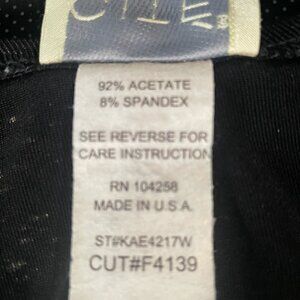 92% ACETATE
8% SPANDEX
SEE REVERSE FOR
CARE INSTRUCTION
RN 104258
MADE IN U.S.A.
ST#KAE4217W
CUT#F4139